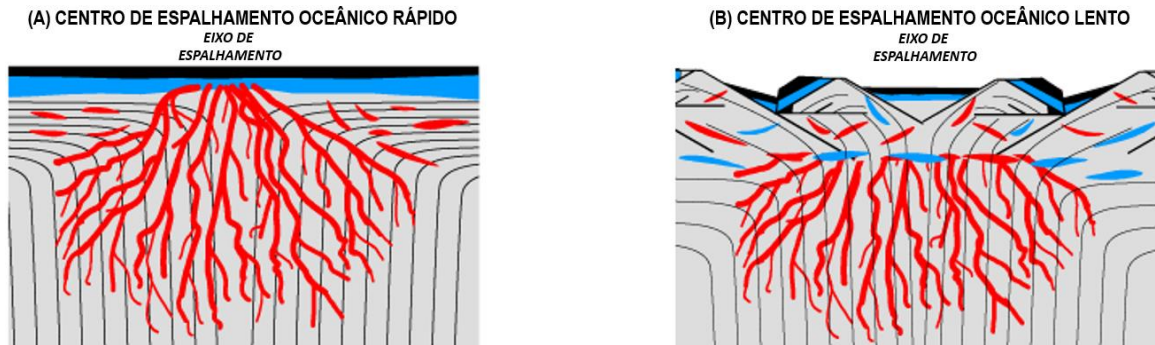 (A) CENTRO DE ESPALHAMENTO OCEÂNICO RÁPIDO
EIXO DE
ESPALHAMENTO
(B) CENTRO DE ESPALHAMENTO OCEÂNICO LENTO
EIXO DE
ESPALHAMENTO